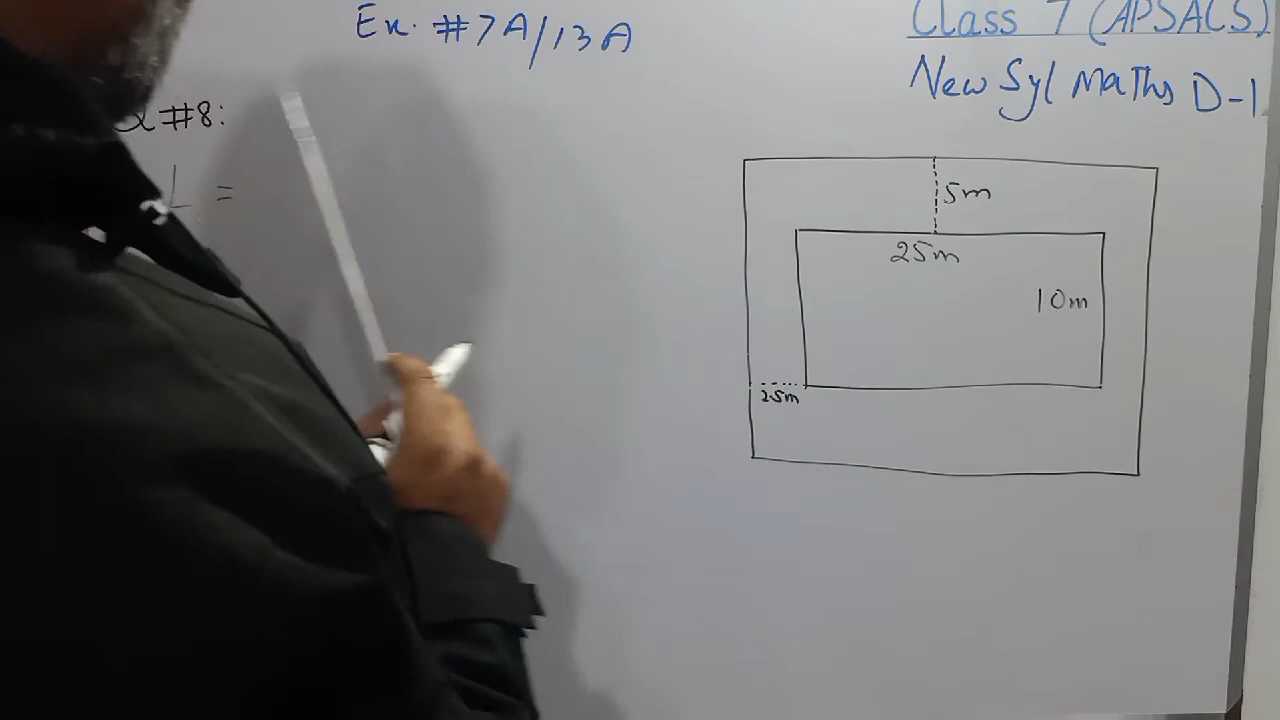 Ex. #7A/13A
Class 7 (APSACS)
New Syl Maths D-1
Q #8:
L =
5m
25m
10m
2.5m